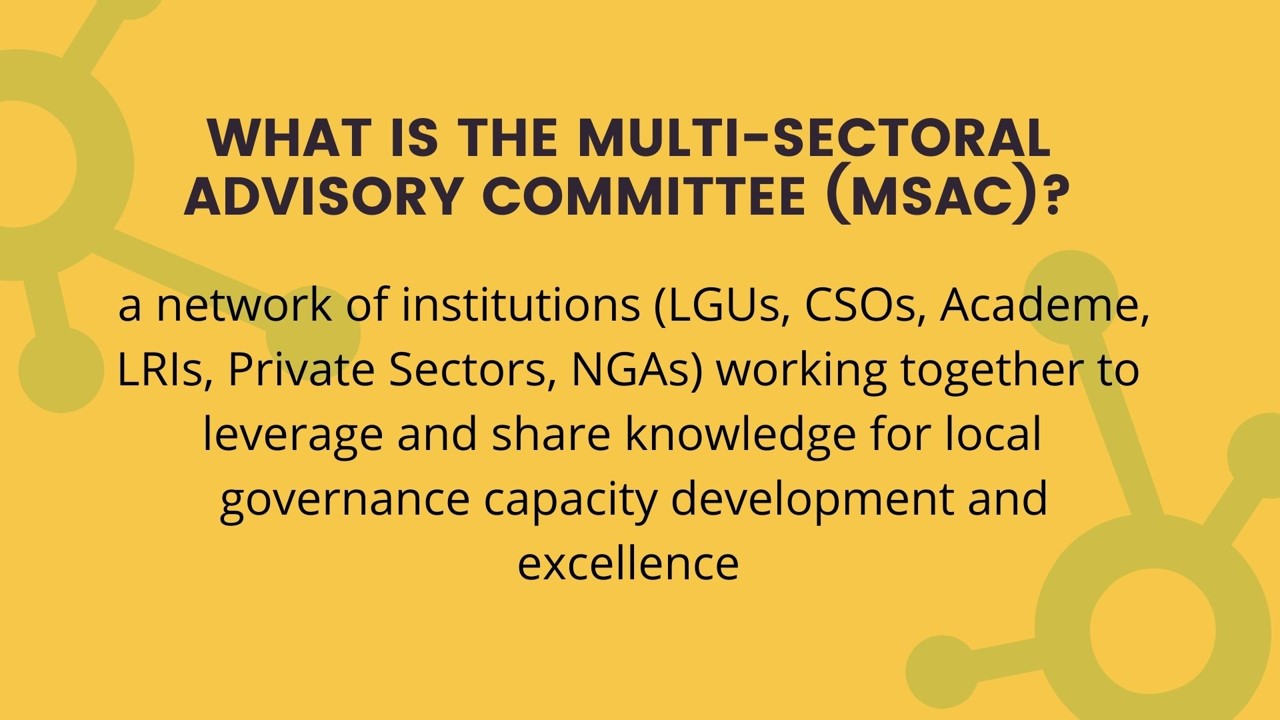 WHAT IS THE MULTI-SECTORAL
ADVISORY COMMITTEE (MSAC)?
a network of institutions (LGUs, CSOs, Academe,
LRIs, Private Sectors, NGAs) working together to
leverage and share knowledge for local
governance capacity development and
excellence